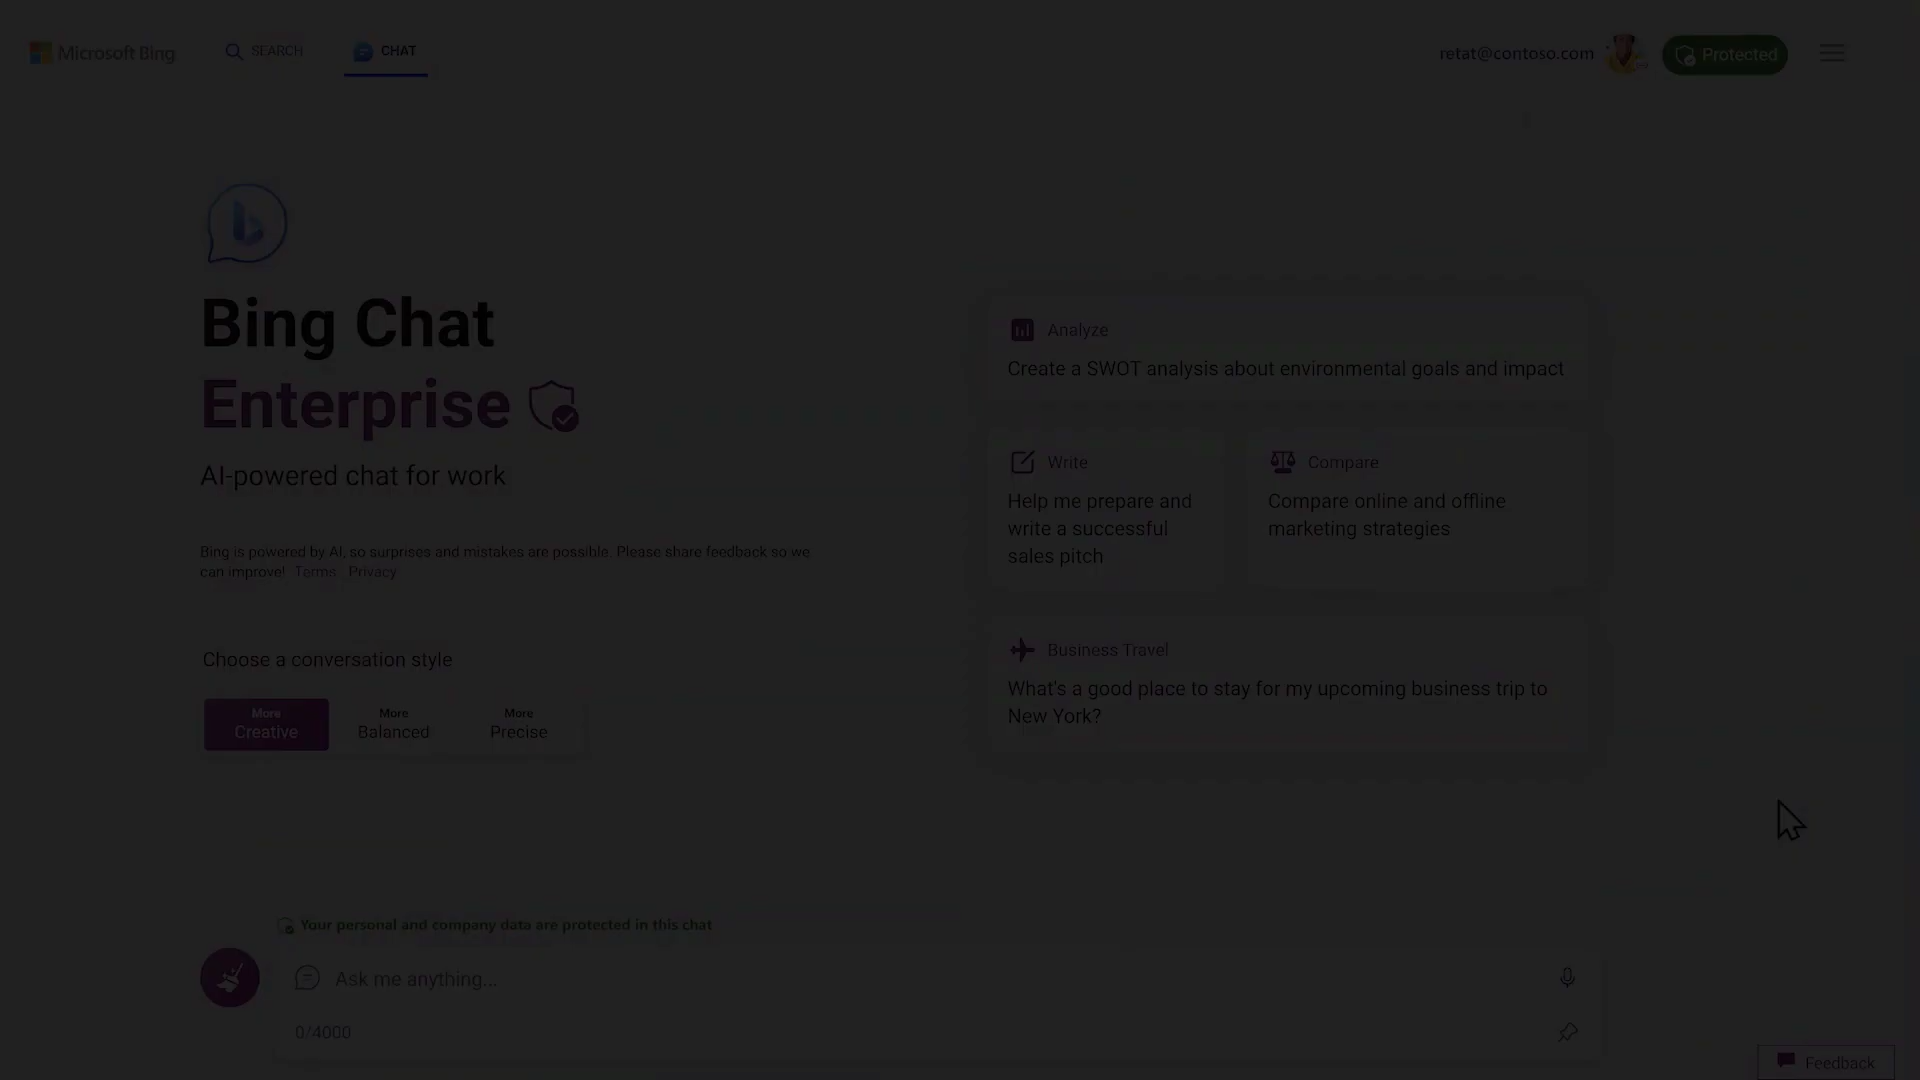 Microsoft Bing
SEARCH
CHAT
retat@contoso.com
Protected
Bing Chat
Enterprise
AI-powered chat for work
Bing is powered by AI, so surprises and mistakes are possible. Please share feedback so we
can improve! Terms Privacy
Choose a conversation style
More
Creative
More
Balanced
More
Precise
Analyze
Create a SWOT analysis about environmental goals and impact
Write
Help me prepare and
write a successful
sales pitch
Compare
Compare online and offline
marketing strategies
Business Travel
What's a good place to stay for my upcoming business trip to
New York?
Your personal and company data are protected in this chat
Ask me anything...
0/4000
Feedback